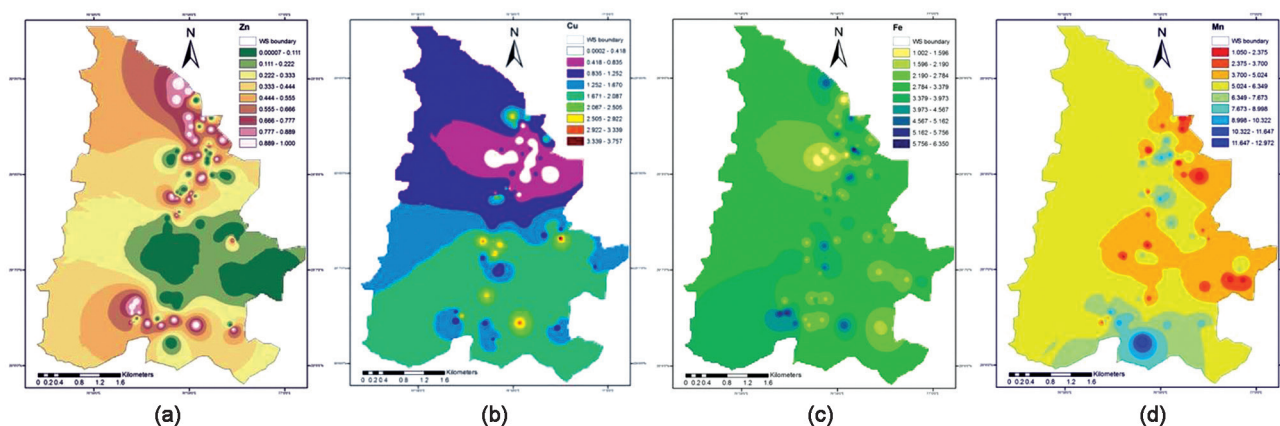 Zn
N
WS boundary
0.00007 - 0.111
0.111 - 0.222
0.222 - 0.333
0.333 - 0.444
0.444 - 0.555
0.555 - 0.666
0.666 - 0.777
0.777 - 0.889
0.889 - 1.000
Kilometers
0 0.2 0.4 0.8 1.2 1.6
(a)
Cu
N
WS boundary
0.0002 - 0.418
0.418 - 0.835
0.835 - 1.252
1.252 - 1.670
1.671 - 2.087
2.087 - 2.505
2.505 - 2.922
2.922 - 3.339
3.339 - 3.757
Kilometers
0 0.2 0.4 0.8 1.2 1.6
(b)
Fe
N
WS boundary
1.002 - 1.596
1.596 - 2.190
2.190 - 2.784
2.784 - 3.379
3.379 - 3.973
3.973 - 4.567
4.567 - 5.162
5.162 - 5.756
5.756 - 6.350
Kilometers
0 0.2 0.4 0.8 1.2 1.6
(c)
Mn
N
WS boundary
1.050 - 2.375
2.375 - 3.700
3.700 - 5.024
5.024 - 6.349
6.349 - 7.673
7.673 - 8.998
8.998 - 10.322
10.322 - 11.647
11.647 - 12.972
Kilometers
0 0.2 0.4 0.8 1.2 1.6
(d)